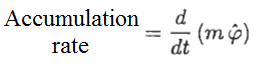 Accumulation rate = d/dt (m φ̂)